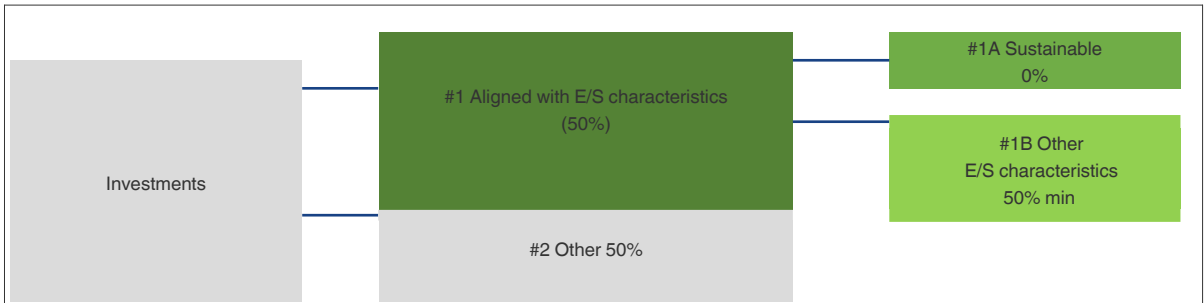 Investments
#1 Aligned with E/S characteristics
(50%)
#2 Other 50%
#1A Sustainable
0%
#1B Other
E/S characteristics
50% min